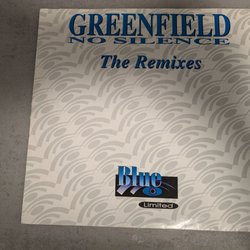 GREENFIELD
NO SILENCE
The Remixes
Blue
Limited